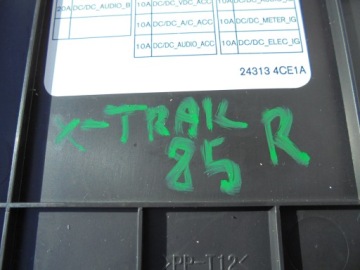 20A DC/DC_AUDIO_B 10A DC/DC_VDC_ACC 10A
10A DC/DC_A/C_ACC 10A DC/DC_METER_IG
10A DC/DC_AUDIO_ACC 10A DC/DC_ELEC_IG
24313 4CE1A
X-TRAK
85 R
>PP-T12<